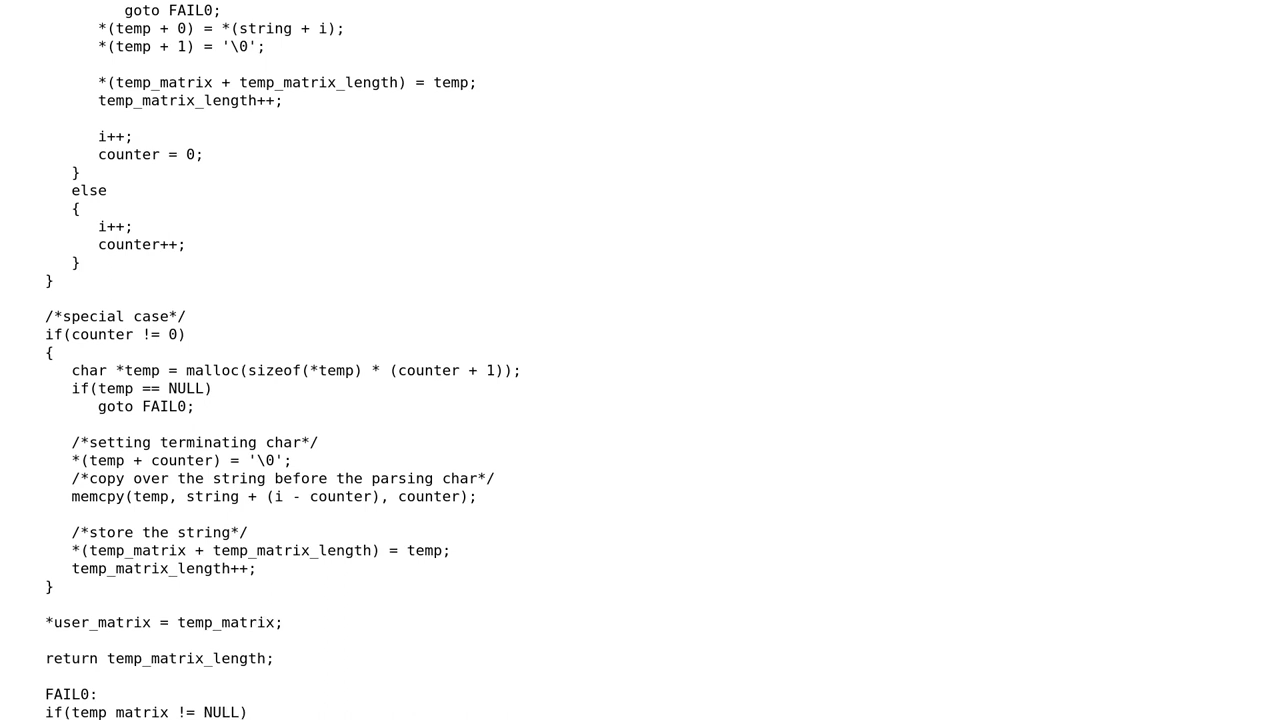 goto FAIL0;
*(temp + 0) = *(string + i);
*(temp + 1) = '\0';
*(temp_matrix + temp_matrix_length) = temp;
temp_matrix_length++;
i++;
counter = 0;
}
else
{
i++;
counter++;
}
}
/*special case*/
if(counter != 0)
{
char *temp = malloc(sizeof(*temp) * (counter + 1));
if(temp == NULL)
goto FAIL0;
/*setting terminating char*/
*(temp + counter) = '\0';
/*copy over the string before the parsing char*/
memcpy(temp, string + (i - counter), counter);
/*store the string*/
*(temp_matrix + temp_matrix_length) = temp;
temp_matrix_length++;
}
*user_matrix = temp_matrix;
return temp_matrix_length;
FAIL0:
if(temp_matrix != NULL)